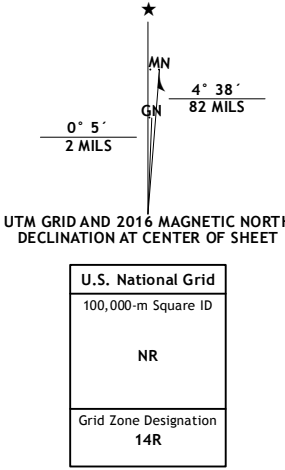 ★
MN
4° 38´
82 MILS
GN
0° 5´
2 MILS
UTM GRID AND 2016 MAGNETIC NORTH
DECLINATION AT CENTER OF SHEET
U.S. National Grid
100,000-m Square ID
NR
Grid Zone Designation
14R